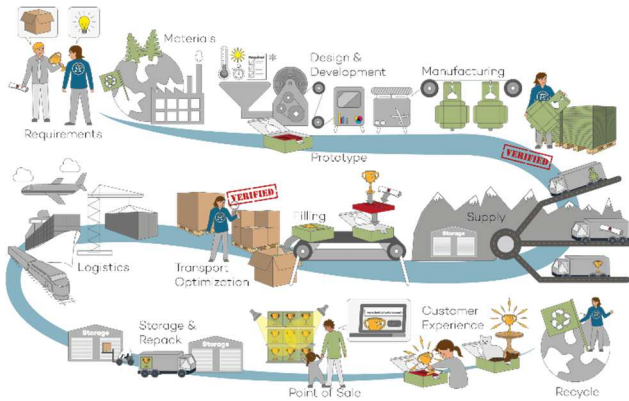 Requirements
Materials
Design &
Development
Manufacturing
Prototype
VERIFIED
Logistics
Transport
Optimization
VERIFIED
Filling
Storage
Supply
Storage
Storage &
Repack
Storage
Point of Sale
Customer
Experience
Recycle